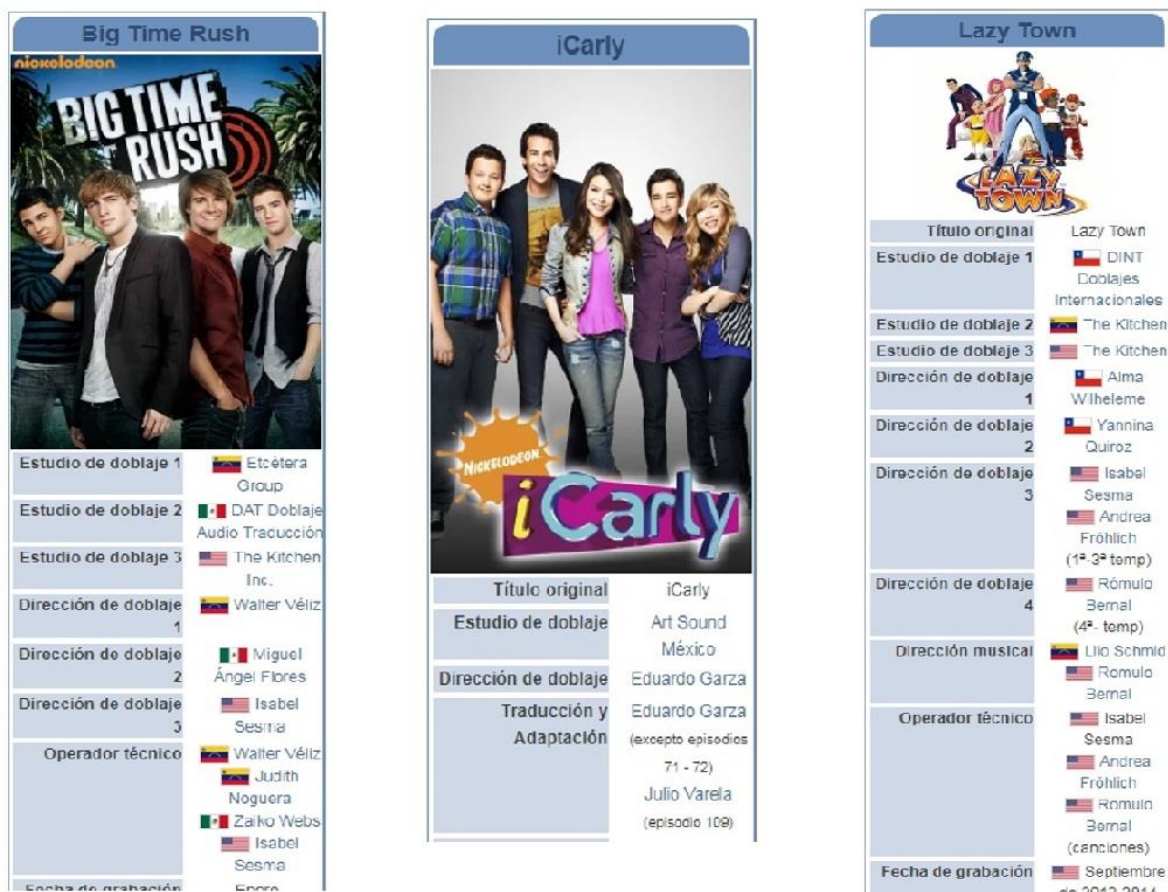 Big Time Rush
nickelodeon
BIG TIME
RUSH
Estudio de doblaje 1 Etcétera
Group
Estudio de doblaje 2 DAT Doblaje
Audio Traducción
Estudio de doblaje 3 The Kitchen
Inc.
Dirección de doblaje Walter Véliz
1
Dirección de doblaje Miguel
2 Ángel Flores
Dirección de doblaje Isabel
3 Sesma
Operador técnico Walter Véliz
Judith
Noguera
Zaiko Webs
Isabel
Sesma
Fecha de grabación Enero
iCarly
NICKELODEON
iCarly
Título original iCarly
Estudio de doblaje Art Sound
México
Dirección de doblaje Eduardo Garza
Traducción y Eduardo Garza
Adaptación (excepto episodios
71 - 72)
Julio Varela
(episodio 109)
Lazy Town
LAZY
TOWN
Título original Lazy Town
Estudio de doblaje 1 DINT
Doblajes
Internacionales
Estudio de doblaje 2 The Kitchen
Estudio de doblaje 3 The Kitchen
Dirección de doblaje Alma
1 Wilheleme
Dirección de doblaje Yannina
2 Quiroz
Dirección de doblaje Isabel
3 Sesma
Andrea
Fröhlich
(1ª-3ª temp)
Dirección de doblaje Rómulo
4 Bernal
(4ª- temp)
Dirección musical Lilo Schmid
Romulo
Bernal
Operador técnico Isabel
Sesma
Andrea
Fröhlich
Romulo
Bernal
(canciones)
Fecha de grabación Septiembre
de 2013-2014